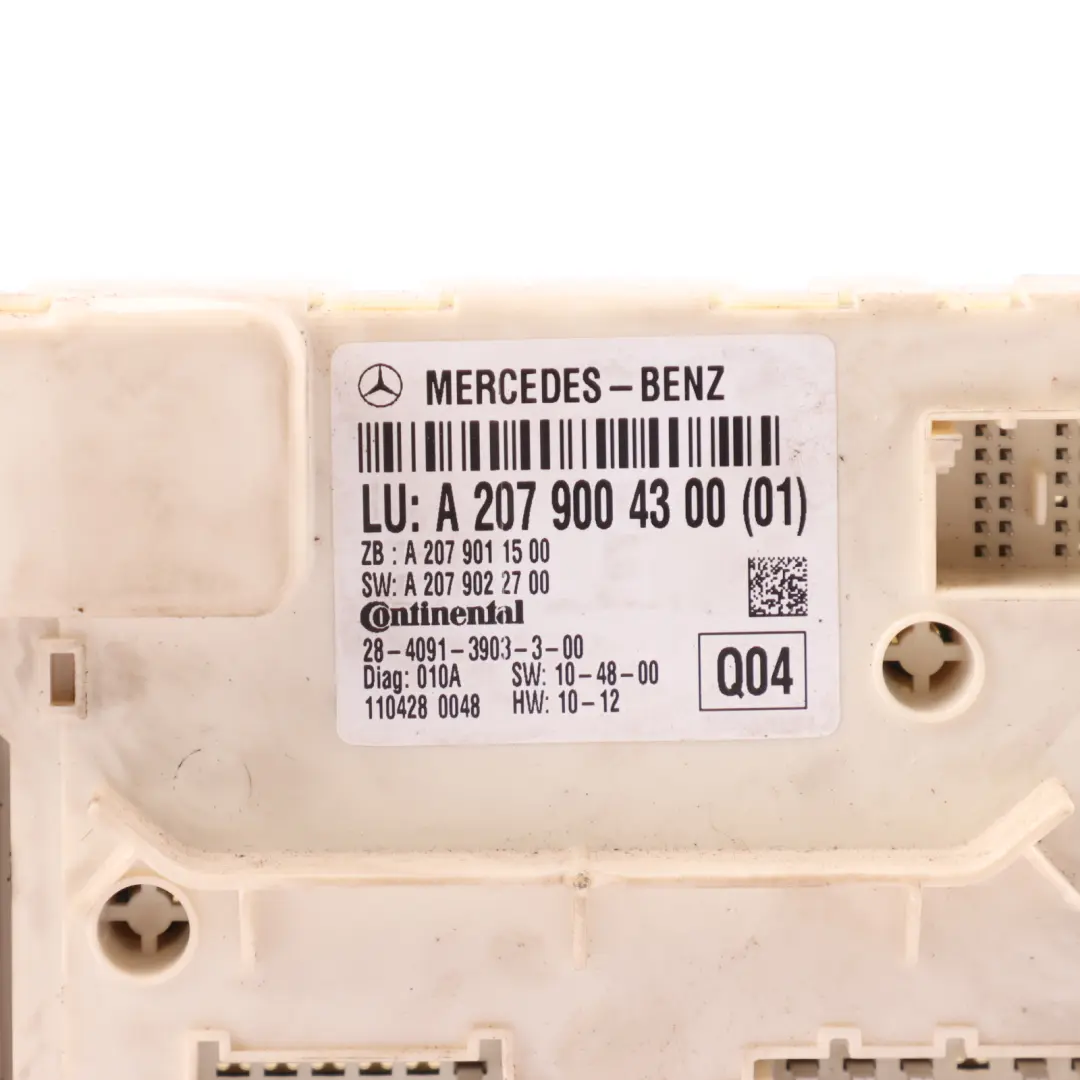 MERCEDES-BENZ
LU: A 207 900 43 00 (01)
ZB : A 207 901 15 00
SW: A 207 902 27 00
Continental
28-4091-3903-3-00
Diag: 010A SW: 10-48-00
110428 0048 HW: 10-12
Q04